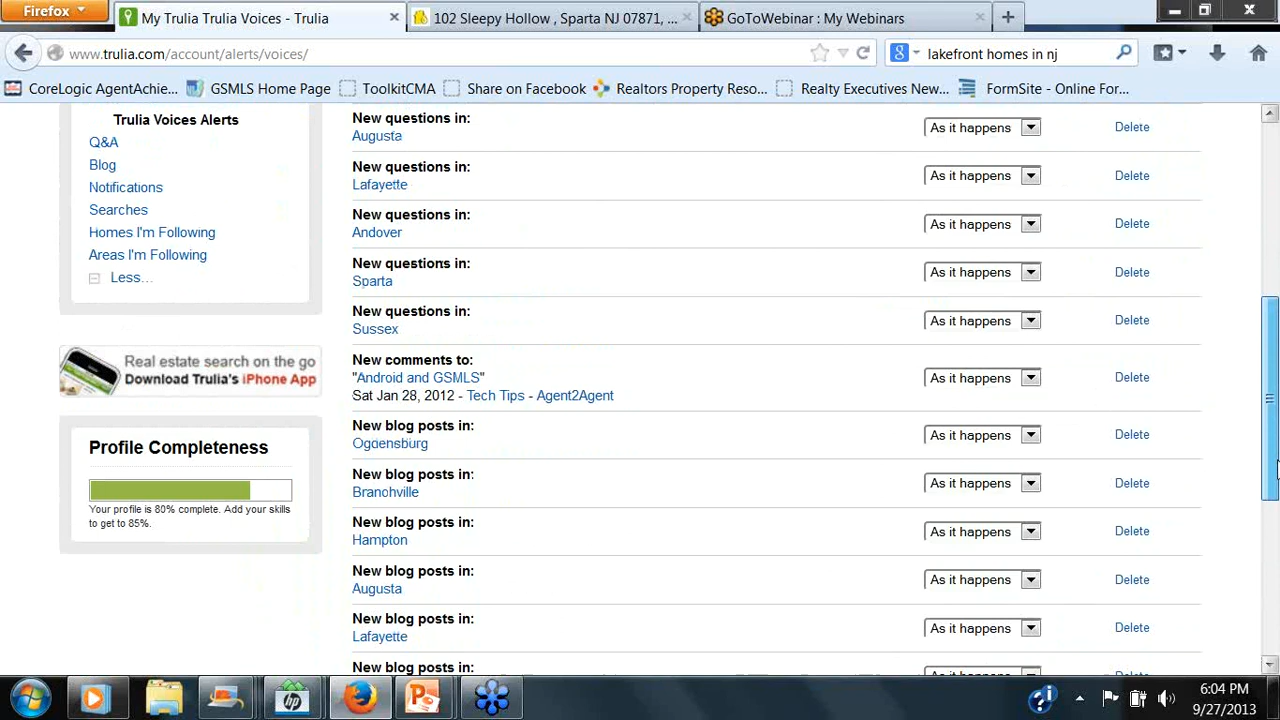 Firefox
My Trulia Trulia Voices - Trulia
102 Sleepy Hollow , Sparta NJ 07871, ...
GoToWebinar : My Webinars
www.trulia.com/account/alerts/voices/
lakefront homes in nj
CoreLogic AgentAchie...
GSMLS Home Page
ToolkitCMA
Share on Facebook
Realtors Property Reso...
Realty Executives New...
FormSite - Online For...
Trulia Voices Alerts
Q&A
Blog
Notifications
Searches
Homes I'm Following
Areas I'm Following
Less...
Real estate search on the go
Download Trulia's iPhone App
Profile Completeness
Your profile is 80% complete. Add your skills
to get to 85%.
New questions in:
Augusta
As it happens
Delete
New questions in:
Lafayette
As it happens
Delete
New questions in:
Andover
As it happens
Delete
New questions in:
Sparta
As it happens
Delete
New questions in:
Sussex
As it happens
Delete
New comments to:
"Android and GSMLS"
Sat Jan 28, 2012 - Tech Tips - Agent2Agent
As it happens
Delete
New blog posts in:
Ogdensburg
As it happens
Delete
New blog posts in:
Branchville
As it happens
Delete
New blog posts in:
Hampton
As it happens
Delete
New blog posts in:
Augusta
As it happens
Delete
New blog posts in:
Lafayette
As it happens
Delete
New blog posts in:
As it happens
Delete
6:04 PM
9/27/2013